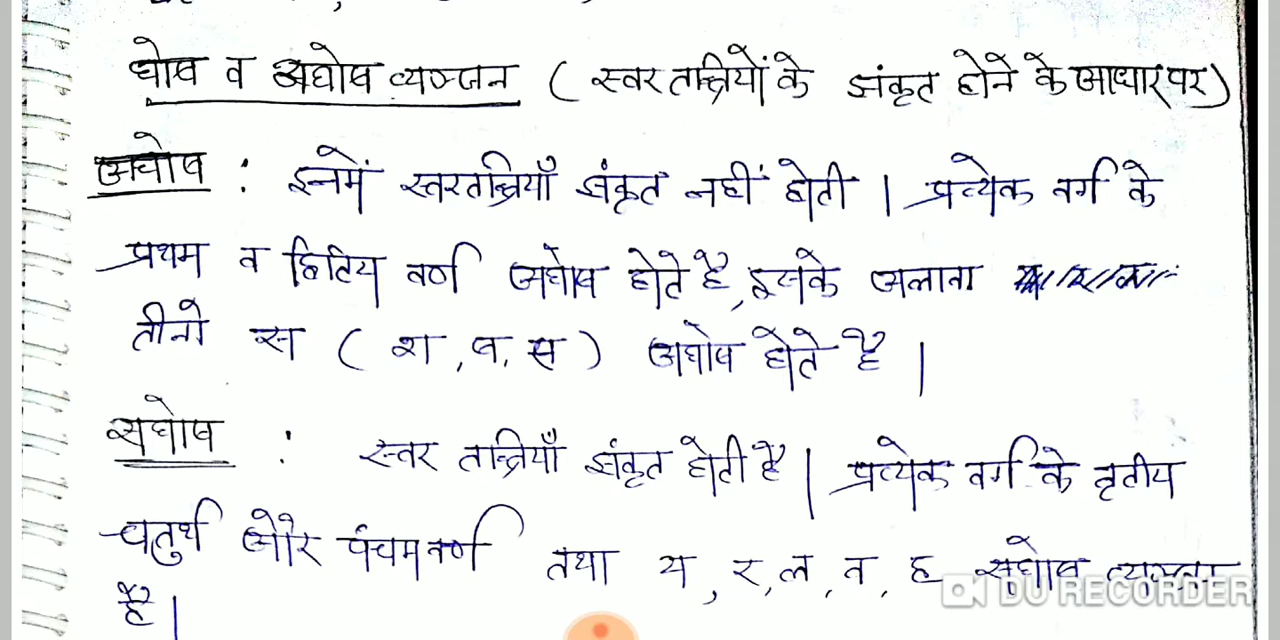 घोष व अघोष व्यञ्जन ( स्वर तन्त्रियों के झंकृत होने के आधार पर )
अघोष : इनमें स्वरतन्त्रियाँ झंकृत नहीं होती । प्रत्येक वर्ग के
प्रथम व द्वितिय वर्ण अघोष होते है, इसके अलावा
तीनो स ( श, ष, स ) अघोष होते है ।
सघोष : स्वर तन्त्रियाँ झंकृत होती है । प्रत्येक वर्ग के तृतीय
चतुर्थ और पंचम वर्ण तथा य, र, ल, व, ह सघोष व्यञ्जन
है ।
DU RECORDER